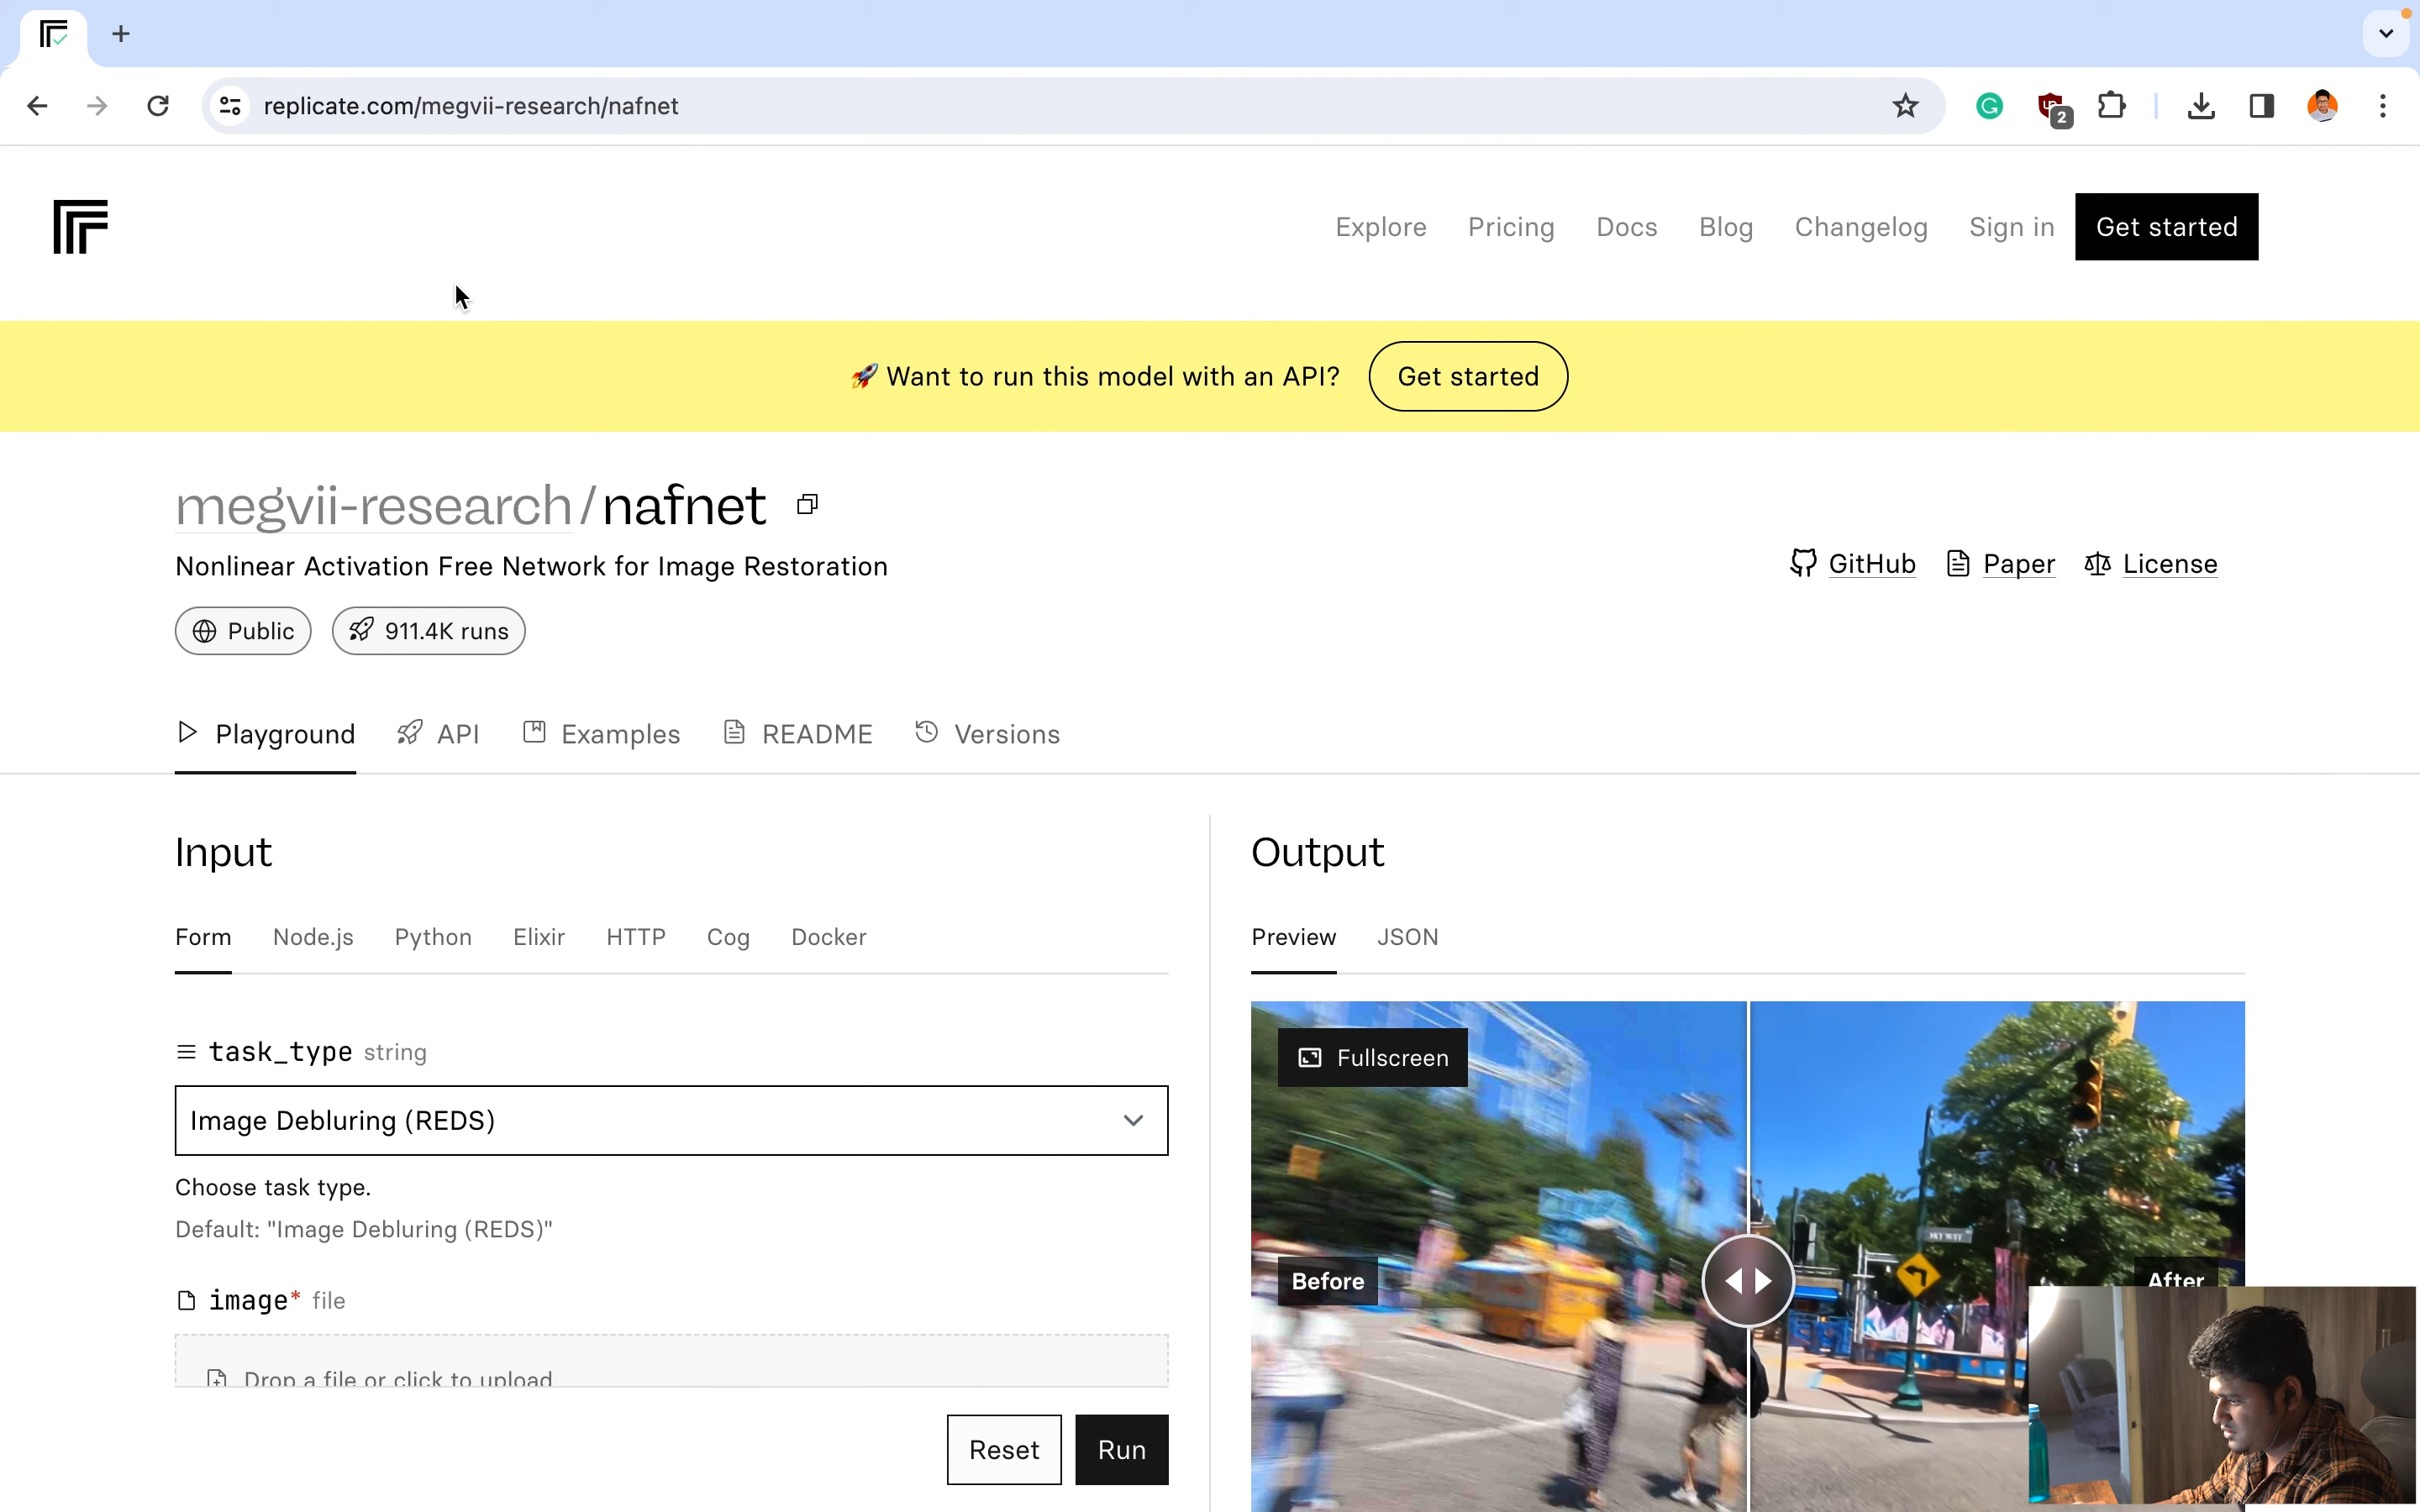 replicate.com/megvii-research/nafnet
2
Explore Pricing Docs Blog Changelog Sign in Get started
🚀 Want to run this model with an API? Get started
megvii-research/nafnet
Nonlinear Activation Free Network for Image Restoration
GitHub Paper License
Public 911.4K runs
Playground API Examples README Versions
Input
Form Node.js Python Elixir HTTP Cog Docker
task_type string
Image Debluring (REDS)
Choose task type.
Default: "Image Debluring (REDS)"
image* file
Drop a file or click to upload
Reset Run
Output
Preview JSON
Fullscreen
Before
After